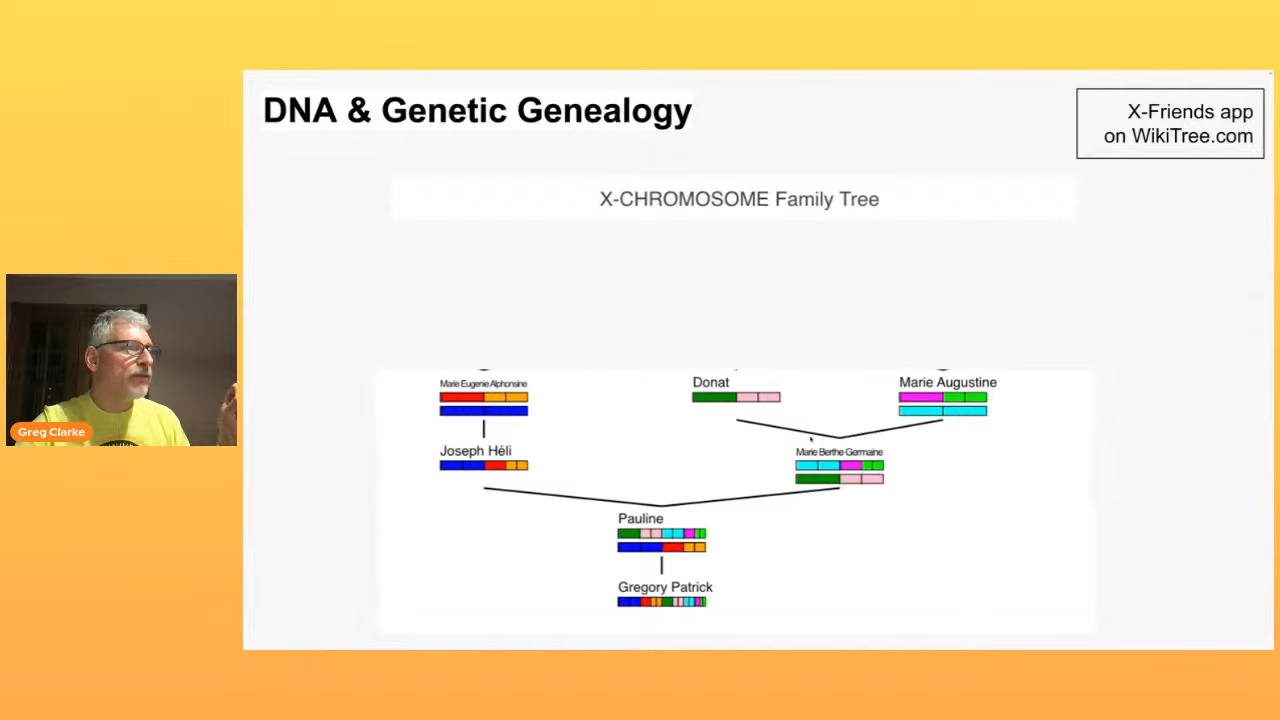 DNA & Genetic Genealogy
X-Friends app
on WikiTree.com
X-CHROMOSOME Family Tree
Marie Eugenie Alphonsine
Donat
Marie Augustine
Joseph Héli
Marie Berthe Germaine
Pauline
Gregory Patrick
Greg Clarke